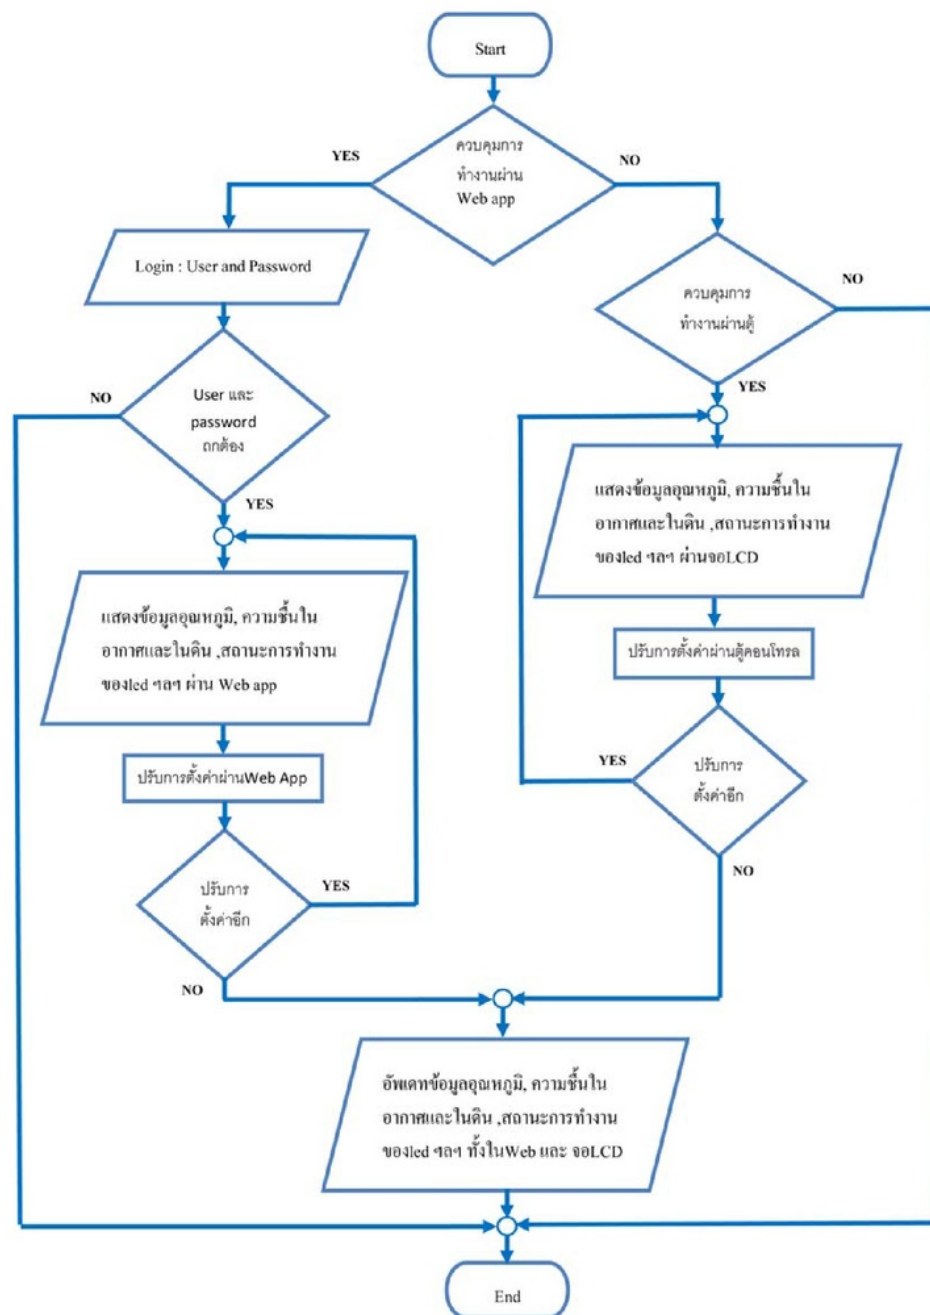 Start
ควบคุมการ
ทำงานผ่าน
Web app
YES
NO
Login : User and Password
ควบคุมการ
ทำงานผ่านตู้
NO
YES
User และ
password
ถกต้อง
NO
YES
แสดงข้อมูลอุณหภูมิ, ความชื้นใน
อากาศและในดิน ,สถานะการทำงาน
ของled ฯลฯ ผ่านจอLCD
แสดงข้อมูลอุณหภูมิ, ความชื้นใน
อากาศและในดิน ,สถานะการทำงาน
ของled ฯลฯ ผ่าน Web app
ปรับการตั้งค่าผ่านตู้คอนโทรล
ปรับการตั้งค่าผ่านWeb App
YES
ปรับการ
ตั้งค่าอีก
NO
ปรับการ
ตั้งค่าอีก
YES
NO
อัพเดทข้อมูลอุณหภูมิ, ความชื้นใน
อากาศและในดิน ,สถานะการทำงาน
ของled ฯลฯ ทั้งในWeb และ จอLCD
End